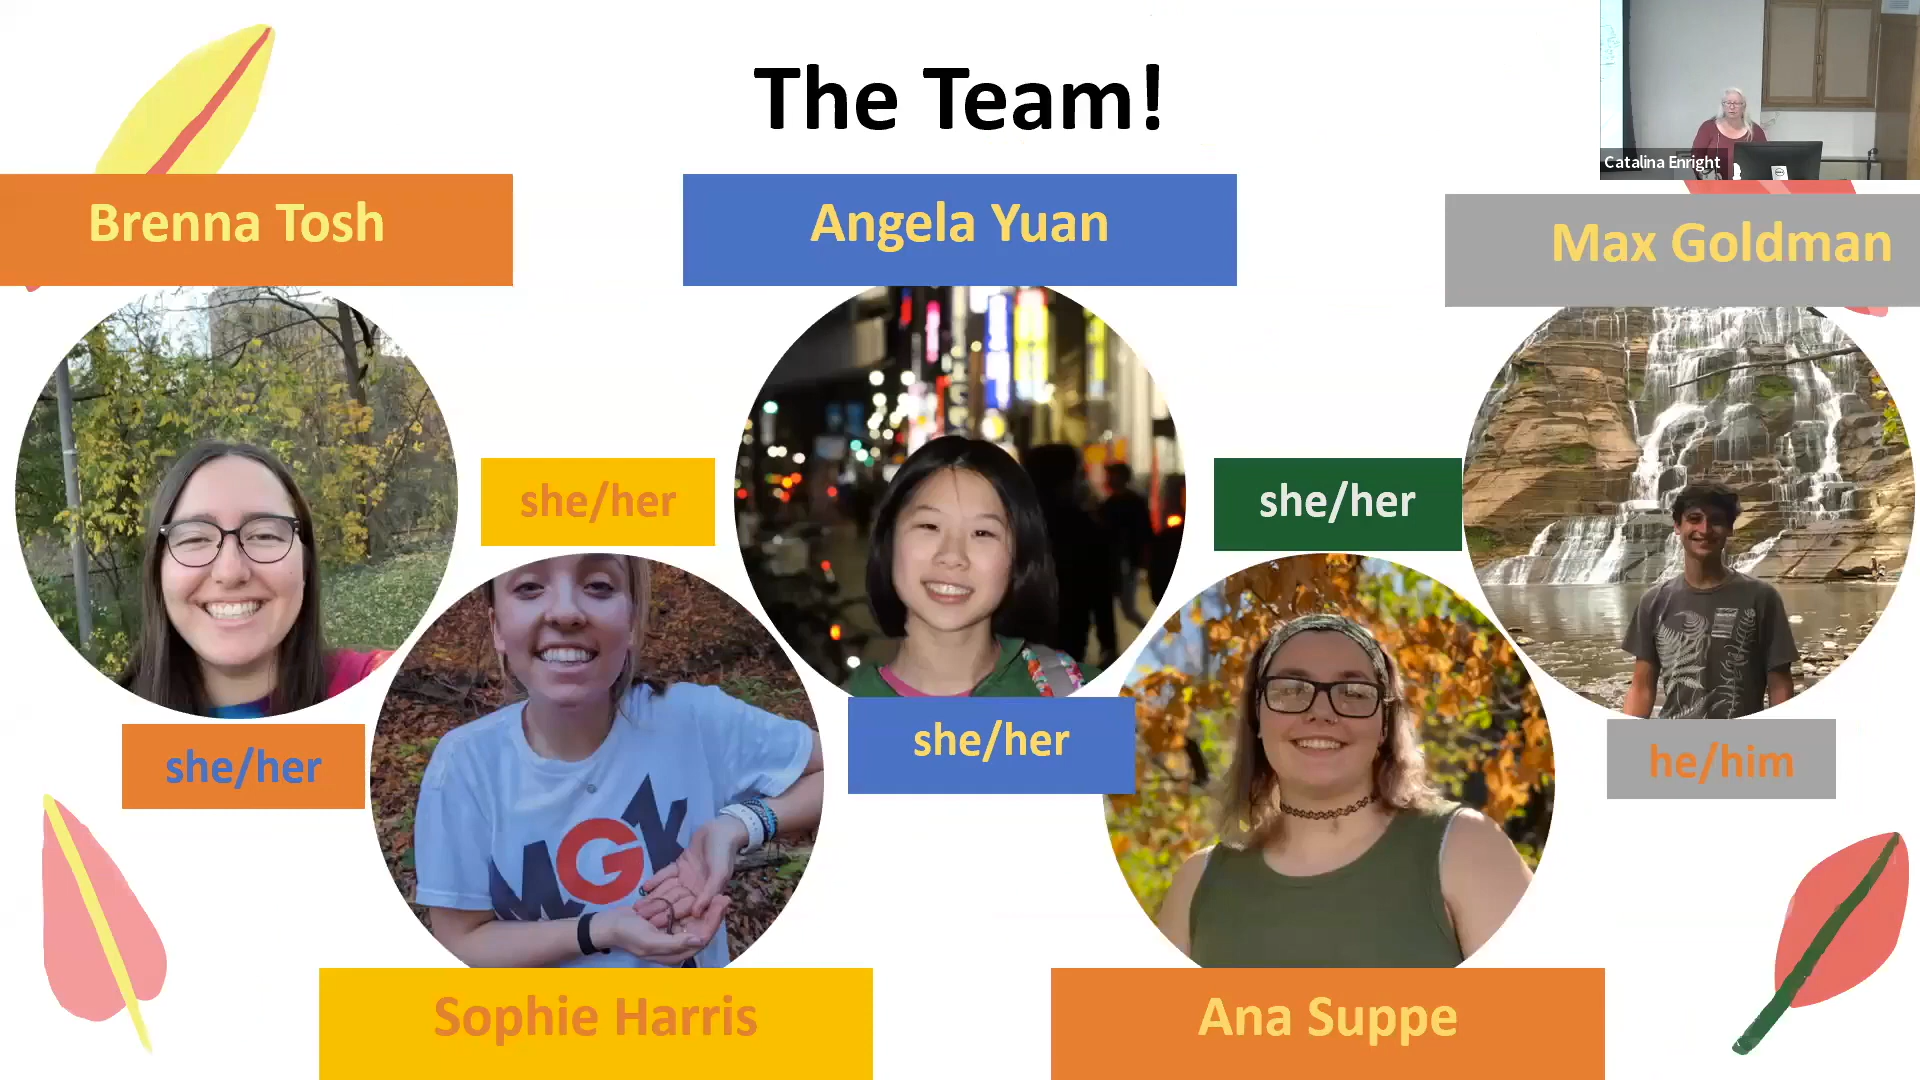 The Team!
Catalina Enright
Brenna Tosh
Angela Yuan
Max Goldman
she/her
she/her
she/her
she/her
he/him
MGK
Sophie Harris
Ana Suppe